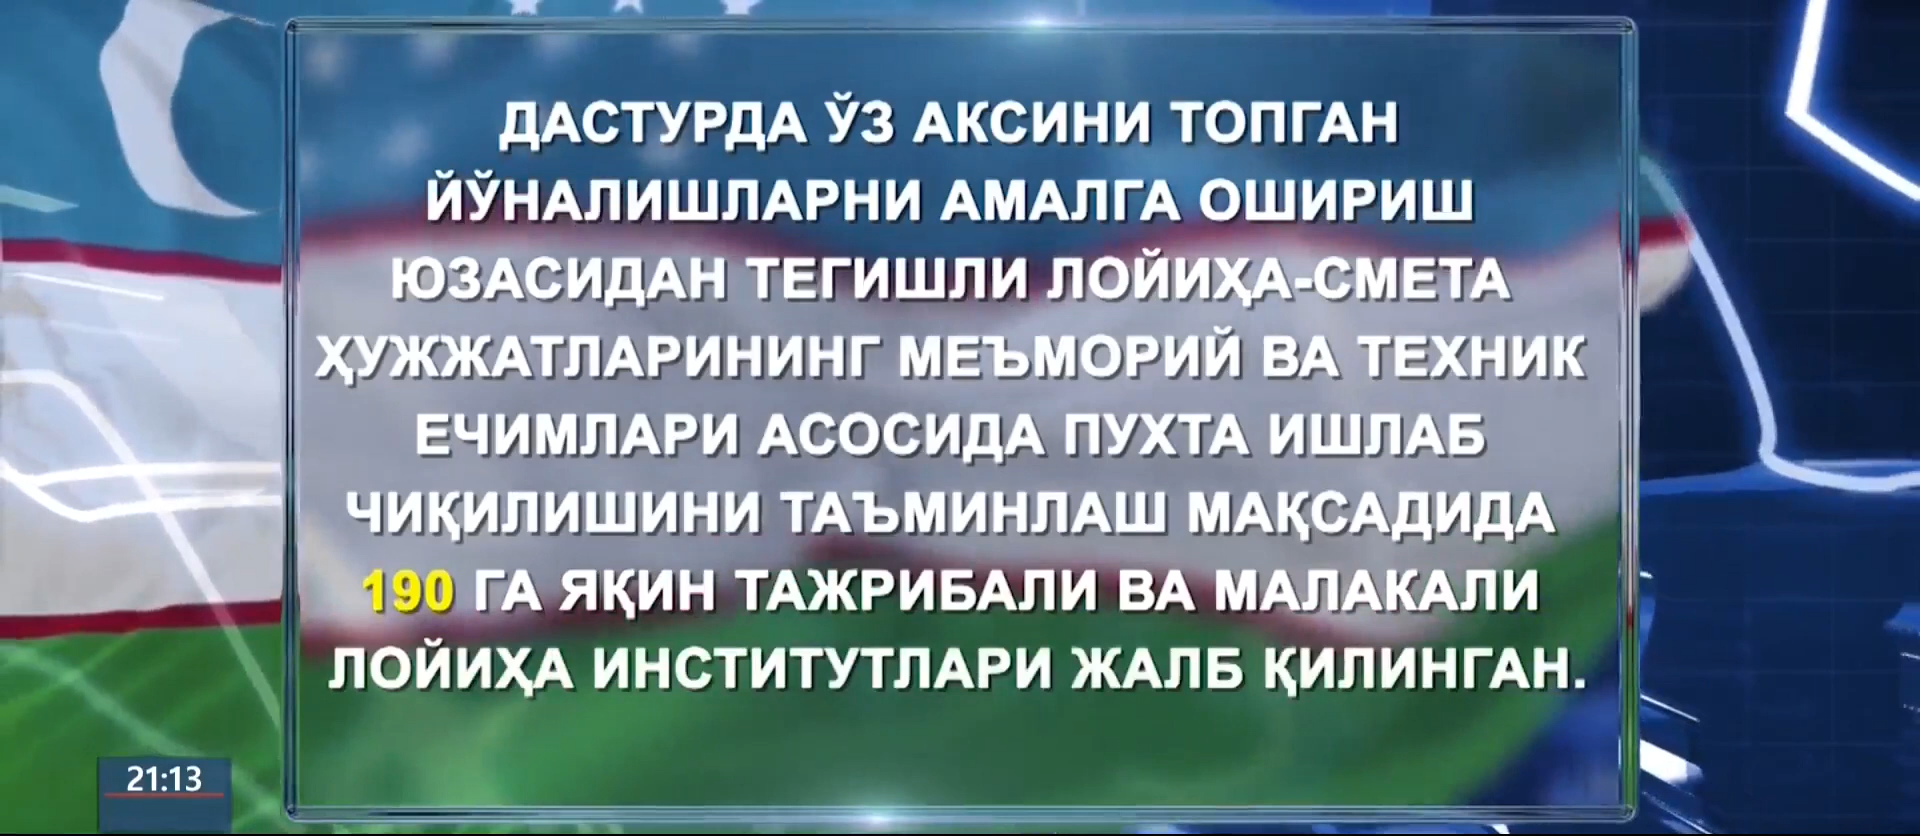 ДАСТУРДА ЎЗ АКСИНИ ТОПГАН
ЙЎНАЛИШЛАРНИ АМАЛГА ОШИРИШ
ЮЗАСИДАН ТЕГИШЛИ ЛОЙИҲА-СМЕТА
ҲУЖЖАТЛАРИНИНГ МЕЪМОРИЙ ВА ТЕХНИК
ЕЧИМЛАРИ АСОСИДА ПУХТА ИШЛАБ
ЧИҚИЛИШИНИ ТАЪМИНЛАШ МАҚСАДИДА
190 ГА ЯҚИН ТАЖРИБАЛИ ВА МАЛАКАЛИ
ЛОЙИҲА ИНСТИТУТЛАРИ ЖАЛБ ҚИЛИНГАН.
21:13